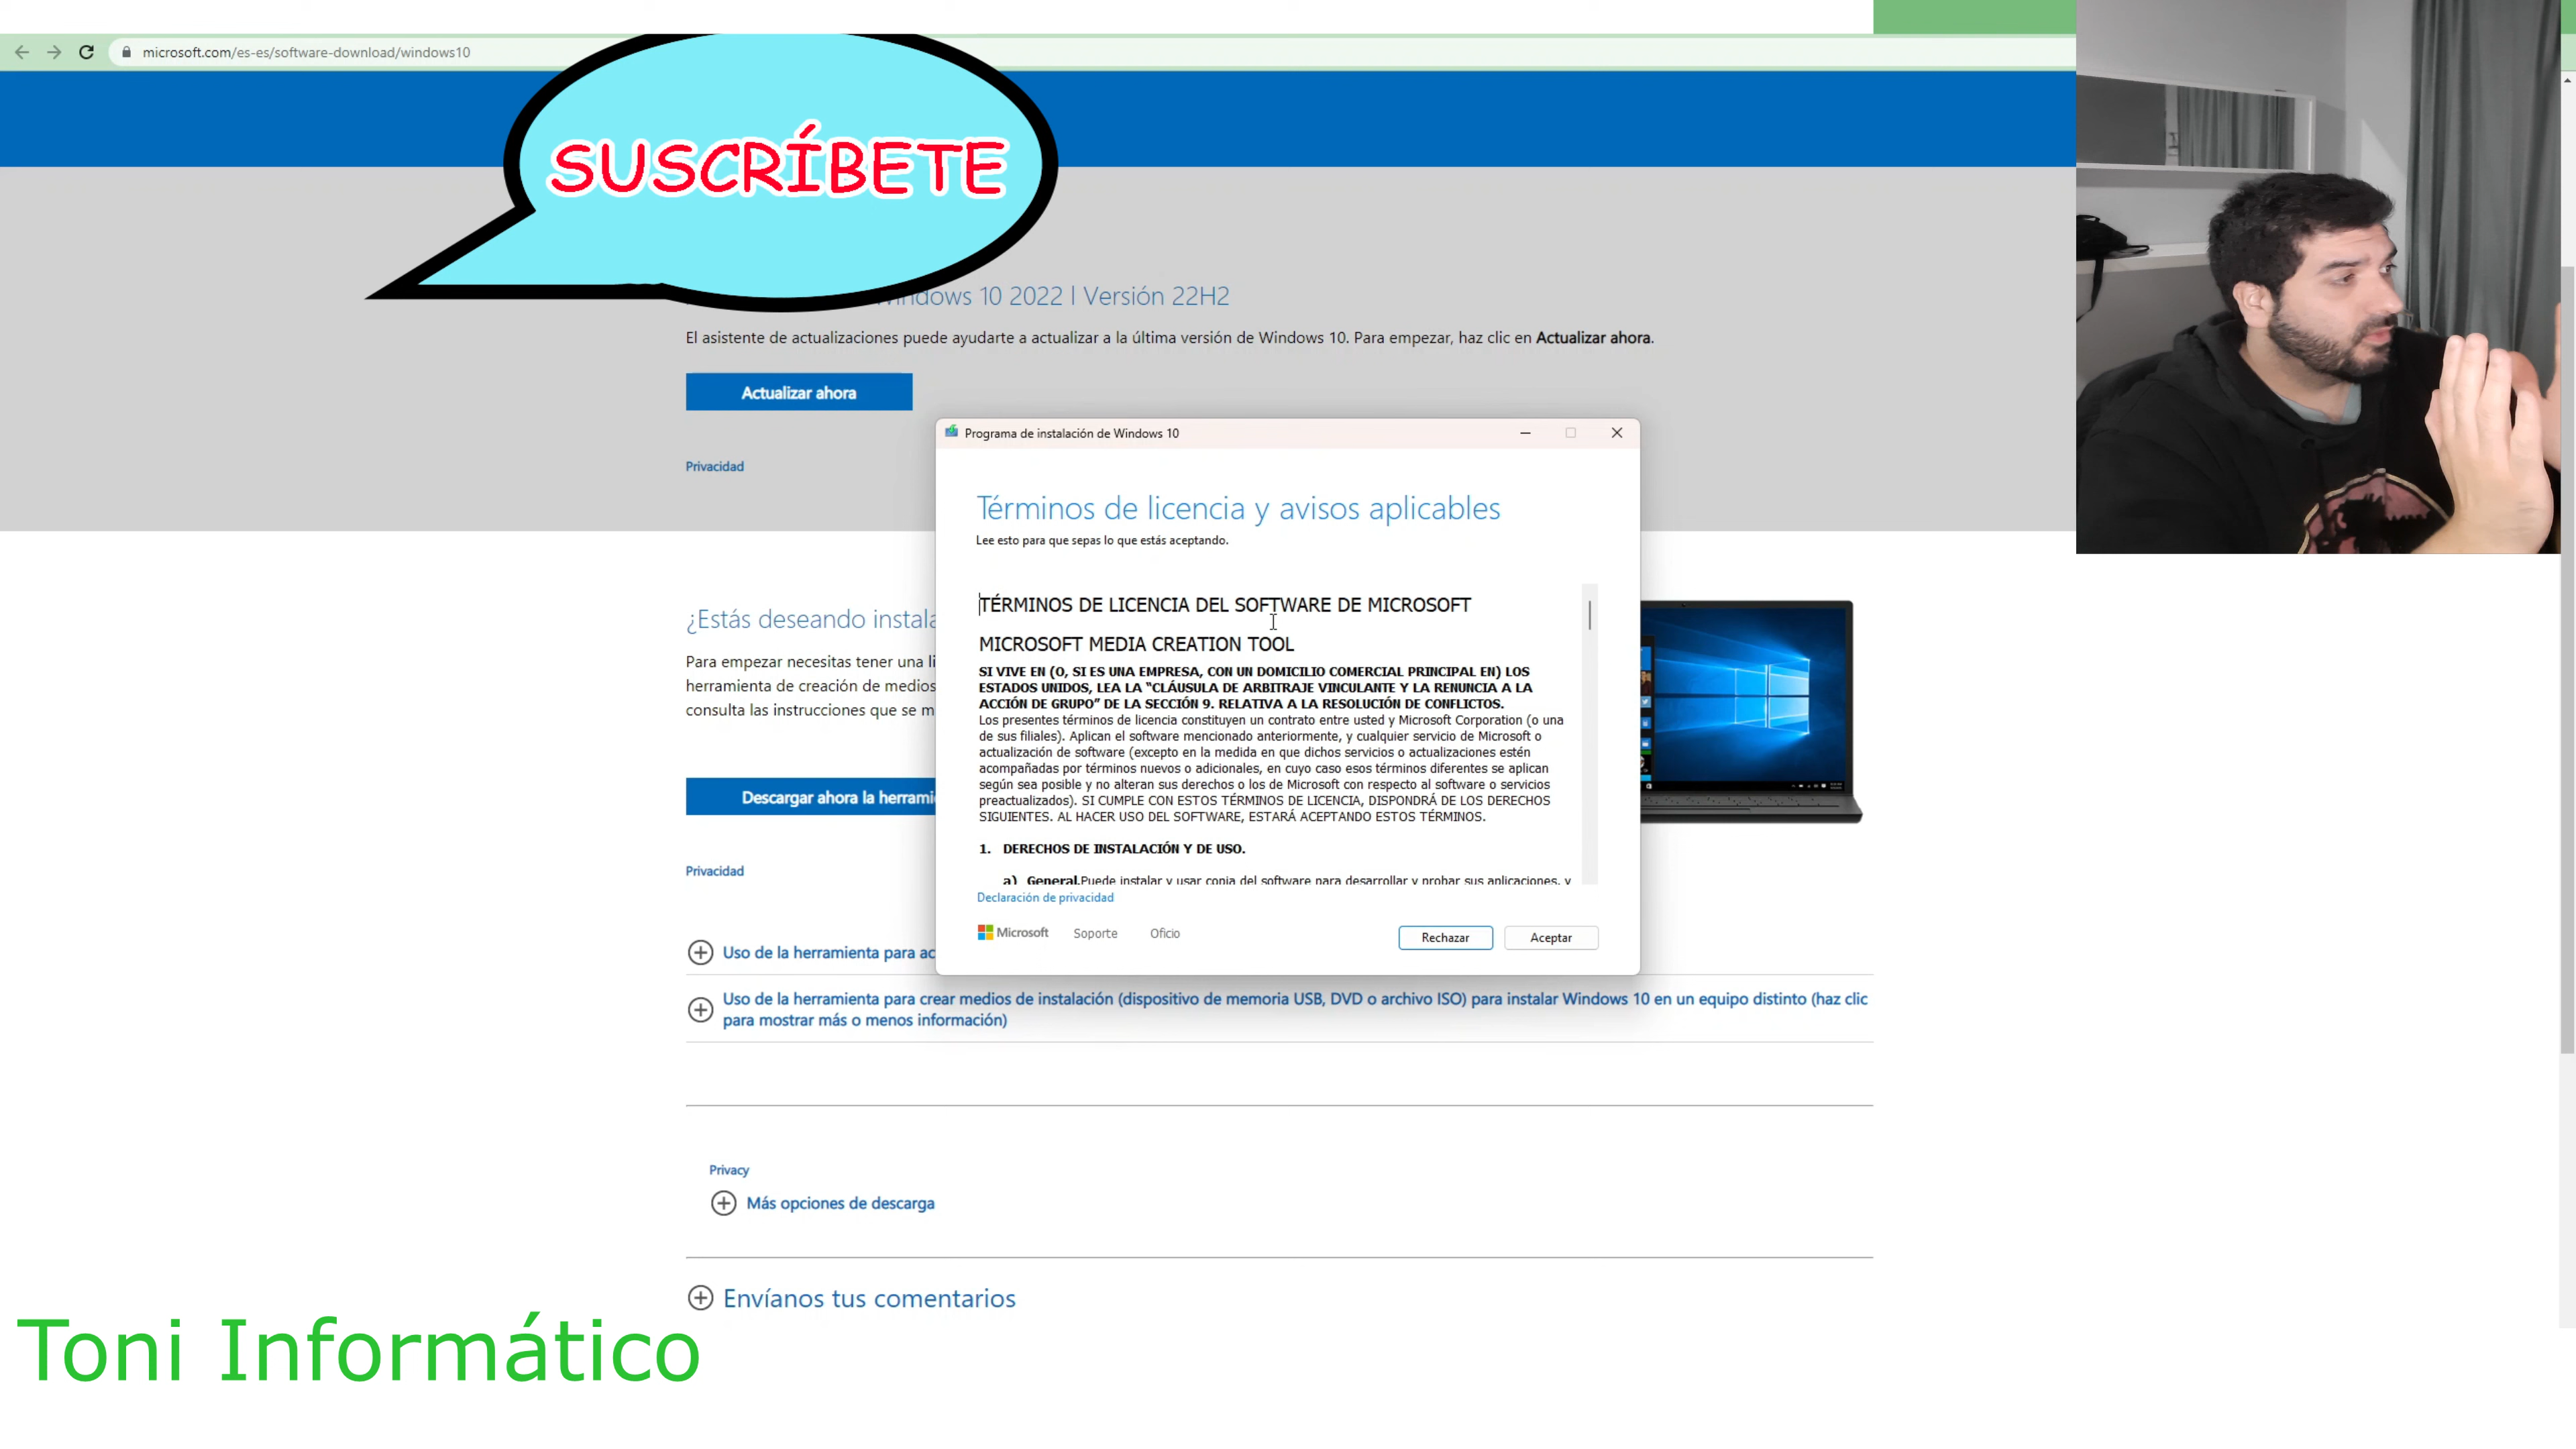 microsoft.com/es-es/software-download/windows10
SUSCRÍBETE
Windows 10 2022 | Versión 22H2
El asistente de actualizaciones puede ayudarte a actualizar a la última versión de Windows 10. Para empezar, haz clic en Actualizar ahora.
Actualizar ahora
Privacidad
Programa de instalación de Windows 10
Términos de licencia y avisos aplicables
Lee esto para que sepas lo que estás aceptando.
TÉRMINOS DE LICENCIA DEL SOFTWARE DE MICROSOFT
MICROSOFT MEDIA CREATION TOOL
SI VIVE EN (O, SI ES UNA EMPRESA, CON UN DOMICILIO COMERCIAL PRINCIPAL EN) LOS
ESTADOS UNIDOS, LEA LA "CLÁUSULA DE ARBITRAJE VINCULANTE Y LA RENUNCIA A LA
ACCIÓN DE GRUPO" DE LA SECCIÓN 9. RELATIVA A LA RESOLUCIÓN DE CONFLICTOS.
Los presentes términos de licencia constituyen un contrato entre usted y Microsoft Corporation (o una
de sus filiales). Aplican el software mencionado anteriormente, y cualquier servicio de Microsoft o
actualización de software (excepto en la medida en que dichos servicios o actualizaciones estén
acompañadas por términos nuevos o adicionales, en cuyo caso esos términos diferentes se aplican
según sea posible y no alteran sus derechos o los de Microsoft con respecto al software o servicios
preactualizados). SI CUMPLE CON ESTOS TÉRMINOS DE LICENCIA, DISPONDRÁ DE LOS DERECHOS
SIGUIENTES. AL HACER USO DEL SOFTWARE, ESTARÁ ACEPTANDO ESTOS TÉRMINOS.
1. DERECHOS DE INSTALACIÓN Y DE USO.
a) General.Puede instalar y usar copia del software para desarrollar y probar sus aplicaciones, y
Declaración de privacidad
Microsoft Soporte Oficio
Rechazar Aceptar
¿Estás deseando instala
Para empezar necesitas tener una li
herramienta de creación de medios
consulta las instrucciones que se m
Descargar ahora la herrami
Privacidad
Uso de la herramienta para ac
Uso de la herramienta para crear medios de instalación (dispositivo de memoria USB, DVD o archivo ISO) para instalar Windows 10 en un equipo distinto (haz clic
para mostrar más o menos información)
Privacy
Más opciones de descarga
Envíanos tus comentarios
Toni Informático